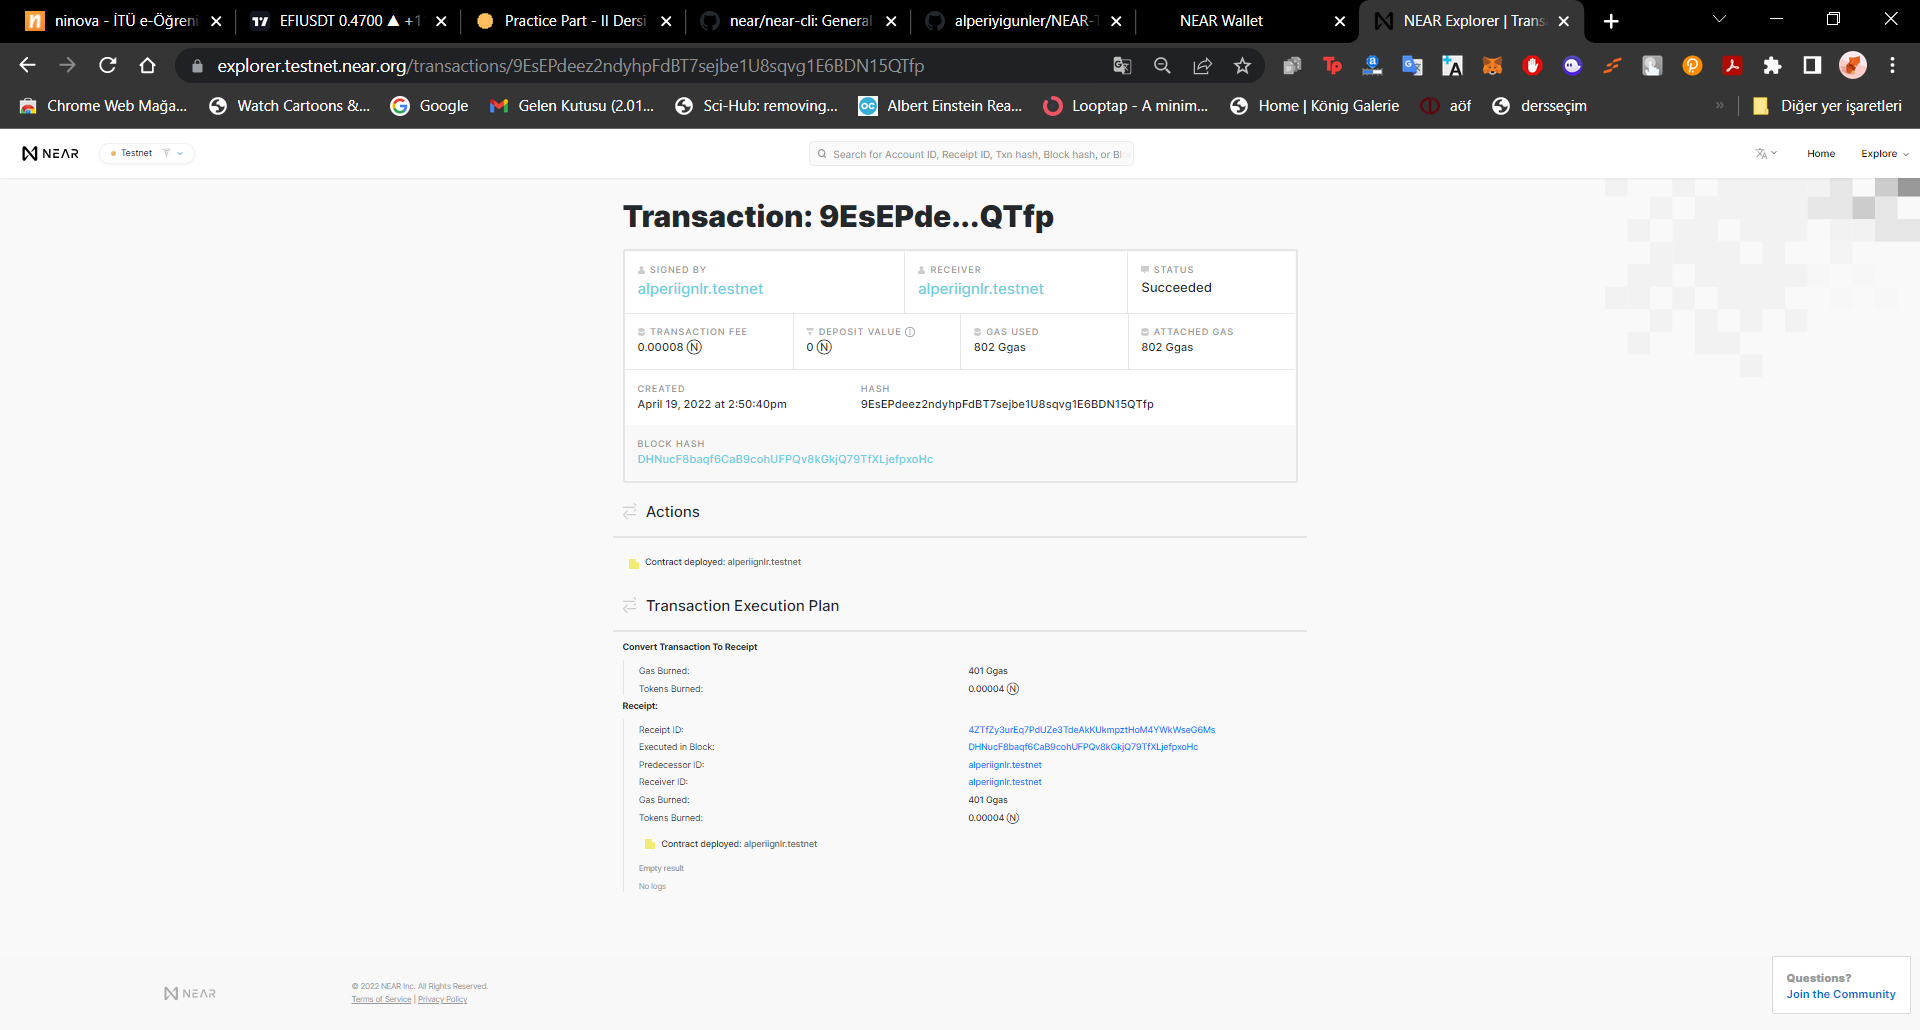 ninova - İTÜ e-Öğreni
EFIUSDT 0.4700 ▲ +1
Practice Part - II Dersi
near/near-cli: General
alperiyigunler/NEAR-T
NEAR Wallet
NEAR Explorer | Trans
explorer.testnet.near.org/transactions/9EsEPdeez2ndyhpFdBT7sejbe1U8sqvg1E6BDN15QTfp
Chrome Web Mağa...
Watch Cartoons &...
Google
Gelen Kutusu (2.01...
Sci-Hub: removing...
Albert Einstein Rea...
Looptap - A minim...
Home | König Galerie
aöf
dersseçim
»
Diğer yer işaretleri
NEAR
Testnet
Search for Account ID, Receipt ID, Txn hash, Block hash, or Blo
Home
Explore
Transaction: 9EsEPde...QTfp
SIGNED BY
alperiignlr.testnet
RECEIVER
alperiignlr.testnet
STATUS
Succeeded
TRANSACTION FEE
0.00008 Ⓝ
DEPOSIT VALUE
0 Ⓝ
GAS USED
802 Ggas
ATTACHED GAS
802 Ggas
CREATED
April 19, 2022 at 2:50:40pm
HASH
9EsEPdeez2ndyhpFdBT7sejbe1U8sqvg1E6BDN15QTfp
BLOCK HASH
DHNucF8baqf6CaB9cohUFPQv8kGkjQ79TfXLjefpxoHc
Actions
Contract deployed: alperiignlr.testnet
Transaction Execution Plan
Convert Transaction To Receipt
Gas Burned: 401 Ggas
Tokens Burned: 0.00004 Ⓝ
Receipt:
Receipt ID: 4ZTfZy3urEq7PdUZe3TdeAkKUkmpztHoM4YWkWseG6Ms
Executed in Block: DHNucF8baqf6CaB9cohUFPQv8kGkjQ79TfXLjefpxoHc
Predecessor ID: alperiignlr.testnet
Receiver ID: alperiignlr.testnet
Gas Burned: 401 Ggas
Tokens Burned: 0.00004 Ⓝ
Contract deployed: alperiignlr.testnet
Empty result
No logs
NEAR
© 2022 NEAR Inc. All Rights Reserved.
Terms of Service | Privacy Policy
Questions?
Join the Community